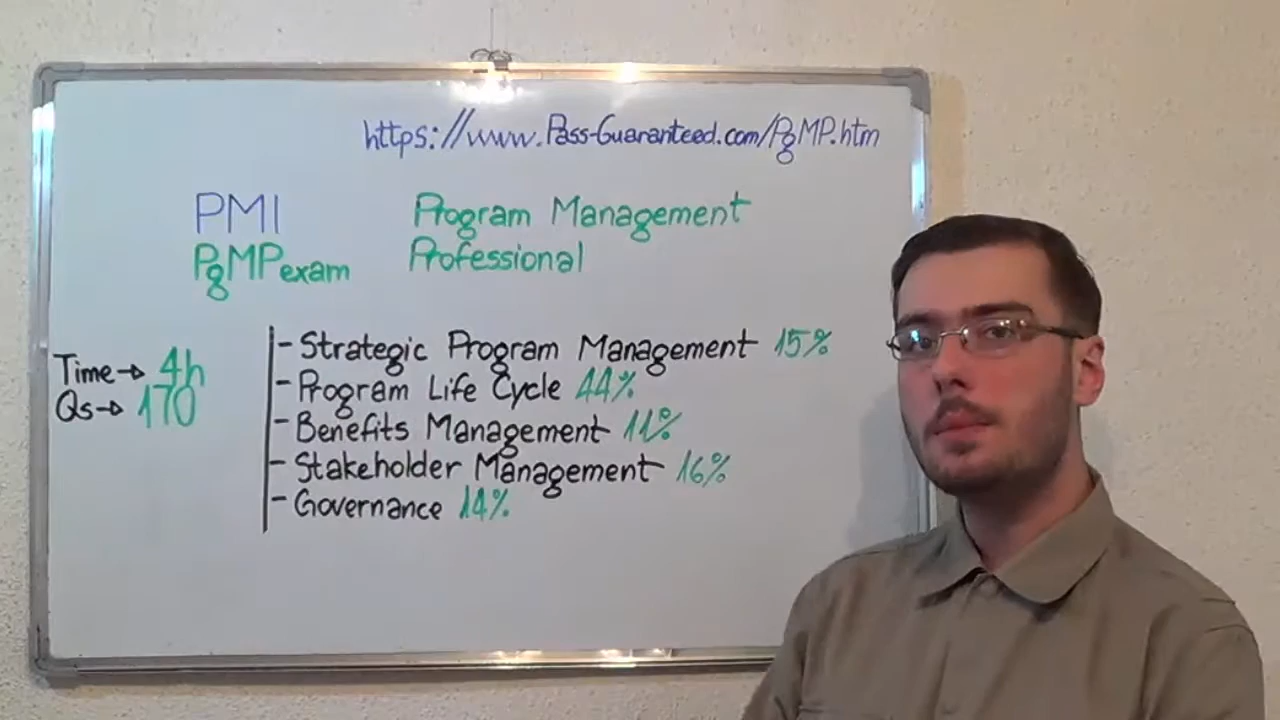 https://www.Pass-Guaranteed.com/PgMP.htm
PMI Program Management
PgMP exam Professional
Time→ 4h
Qs→ 170
- Strategic Program Management 15%
- Program Life Cycle 44%
- Benefits Management 11%
- Stakeholder Management 16%
- Governance 14%